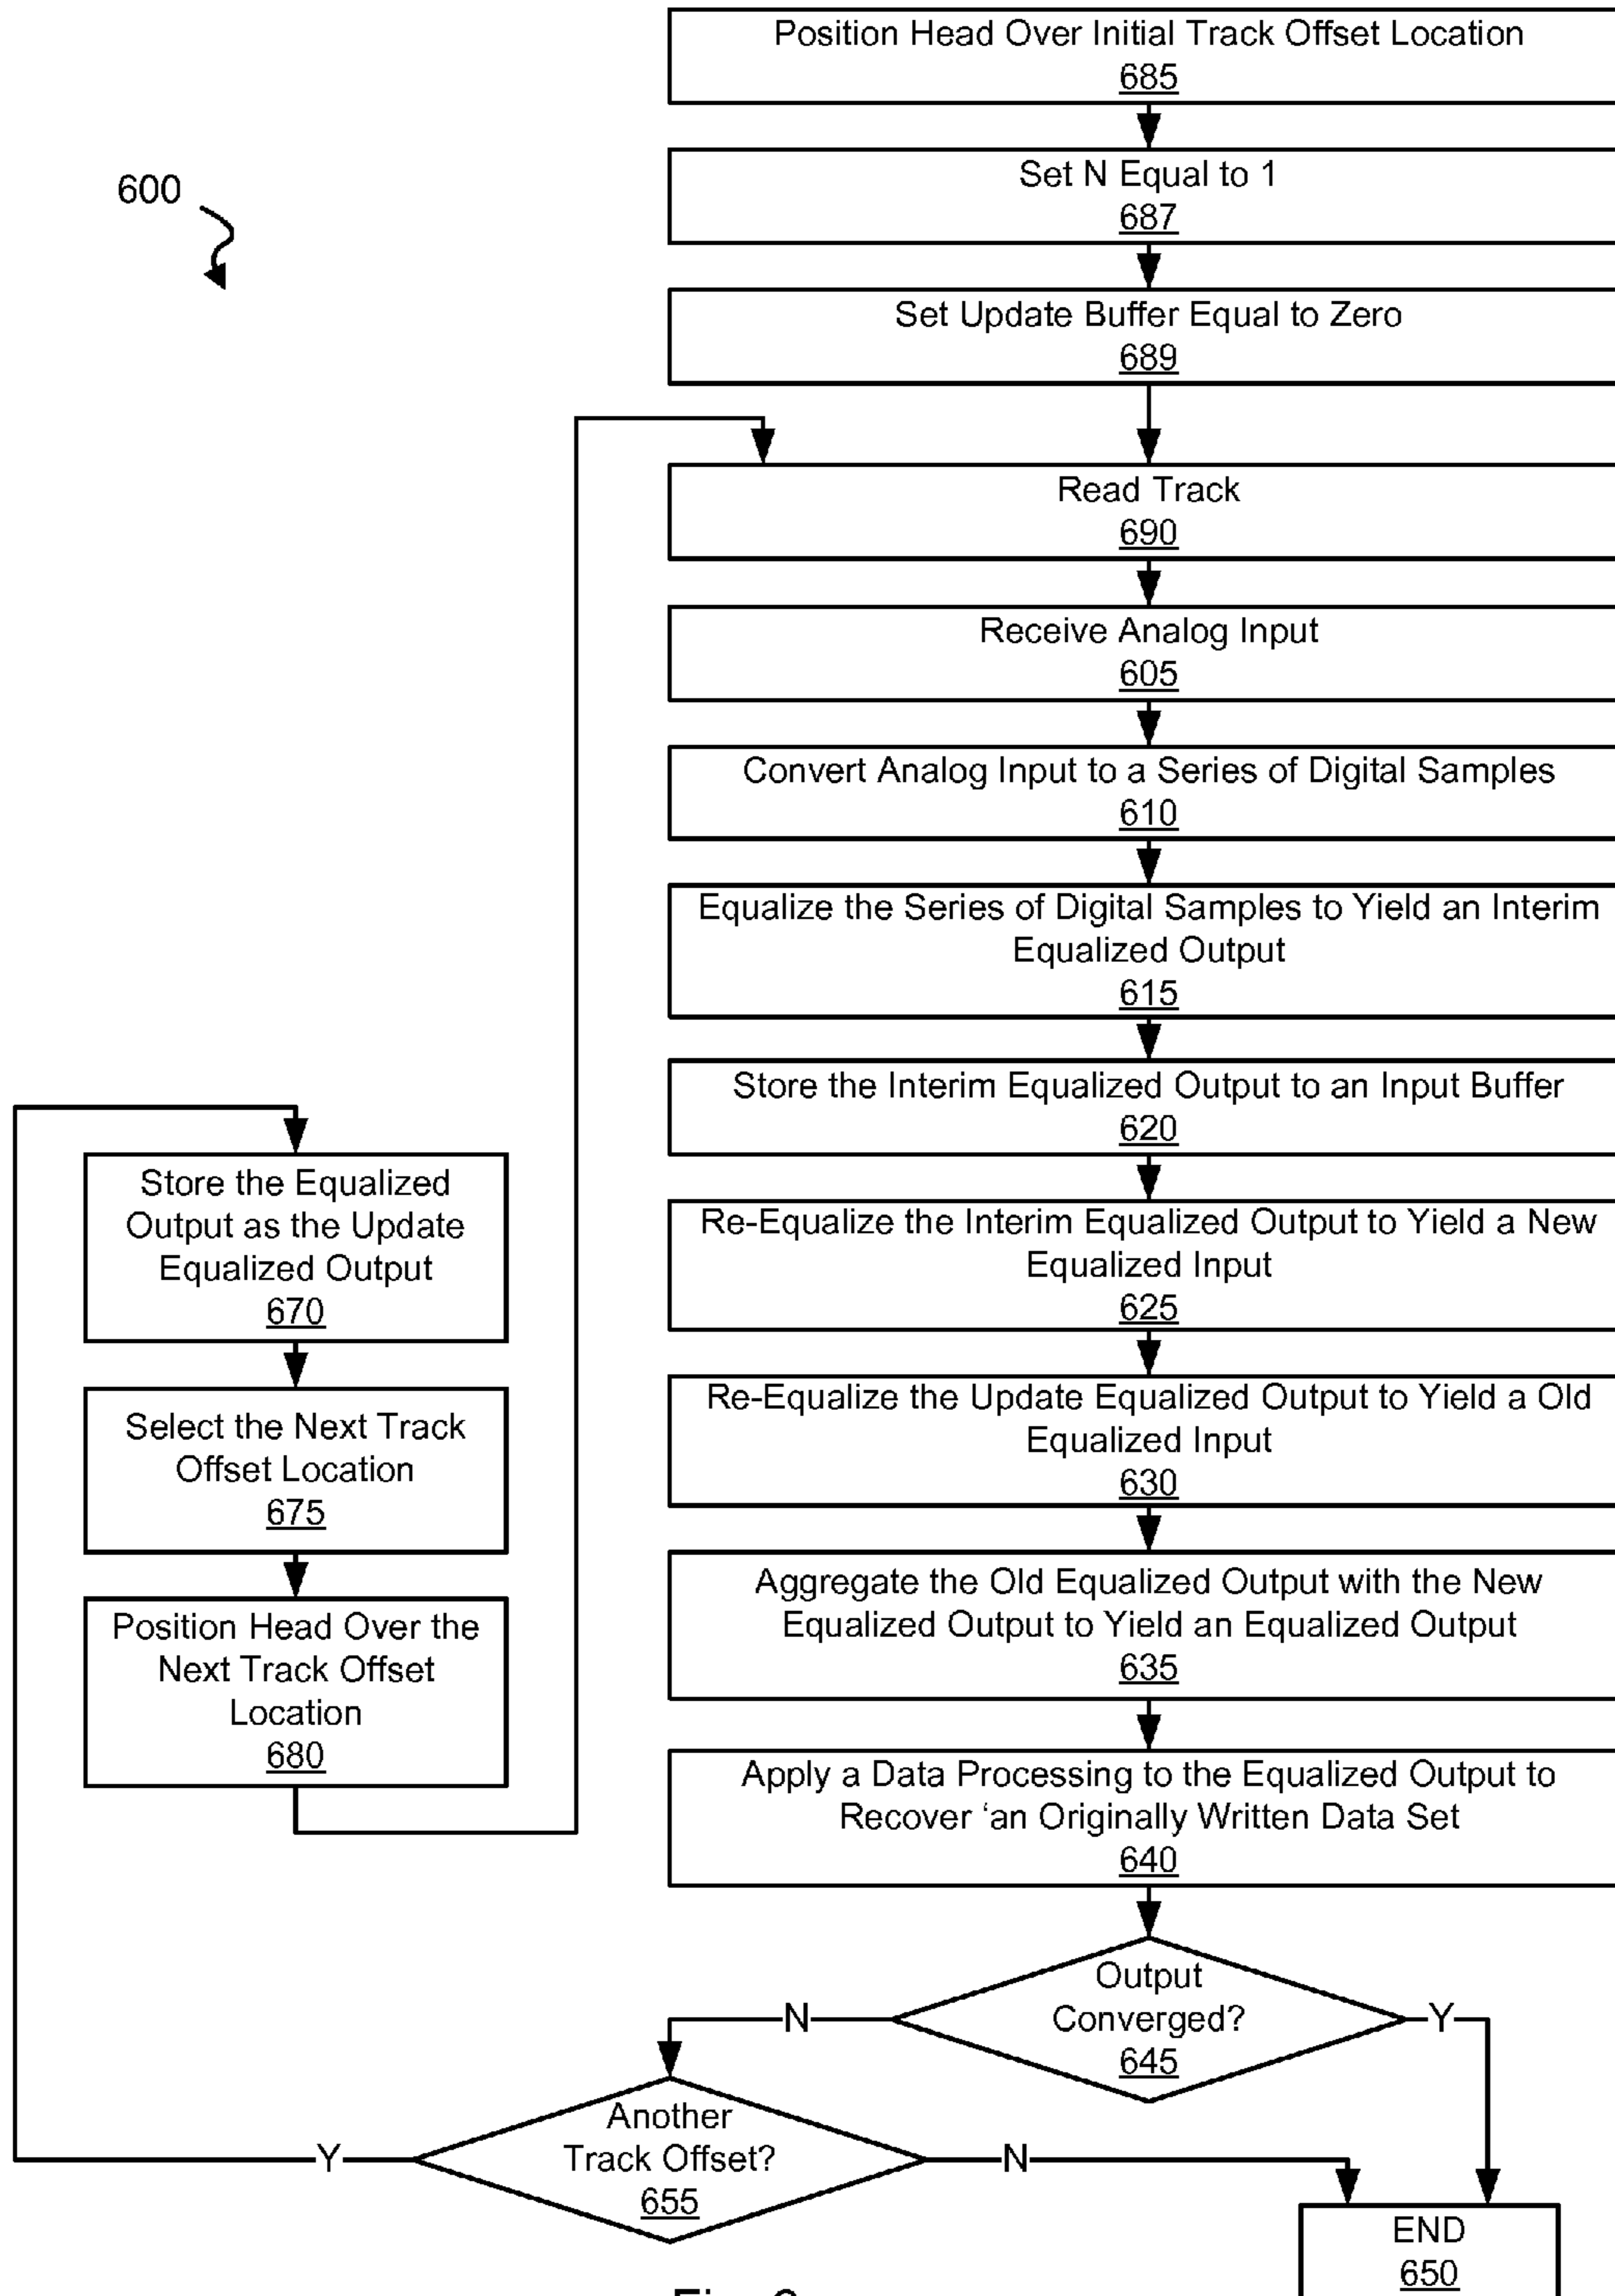 Position Head Over Initial Track Offset Location
685
600
Set N Equal to 1
687
Set Update Buffer Equal to Zero
689
Read Track
690
Receive Analog Input
605
Convert Analog Input to a Series of Digital Samples
610
Equalize the Series of Digital Samples to Yield an Interim
Equalized Output
615
Store the Interim Equalized Output to an Input Buffer
620
Re-Equalize the Interim Equalized Output to Yield a New
Equalized Input
625
Re-Equalize the Update Equalized Output to Yield a Old
Equalized Input
630
Aggregate the Old Equalized Output with the New
Equalized Output to Yield an Equalized Output
635
Apply a Data Processing to the Equalized Output to
Recover ‘an Originally Written Data Set
640
Store the Equalized
Output as the Update
Equalized Output
670
Select the Next Track
Offset Location
675
Position Head Over the
Next Track Offset
Location
680
Output
Converged?
645
N
Y
Another
Track Offset?
655
Y
N
END
650